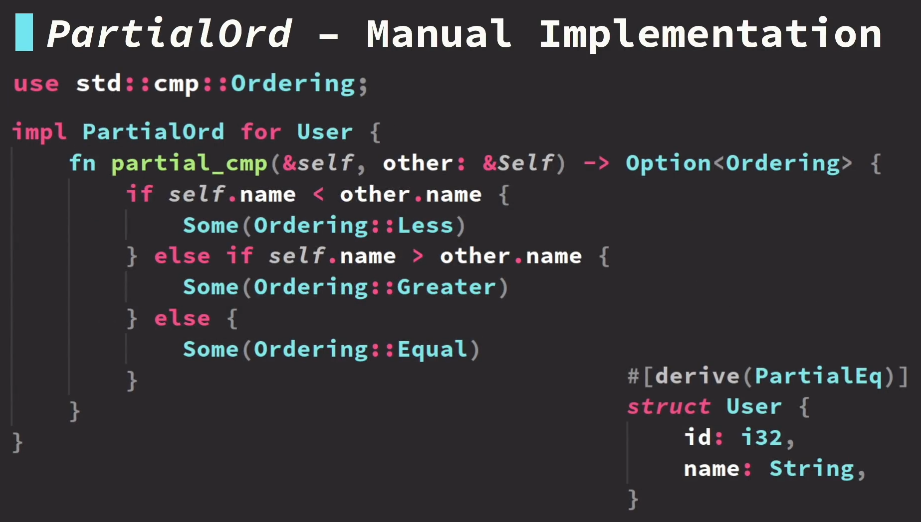 PartialOrd – Manual Implementation
use std::cmp::Ordering;
impl PartialOrd for User {
    fn partial_cmp(&self, other: &Self) -> Option<Ordering> {
        if self.name < other.name {
            Some(Ordering::Less)
        } else if self.name > other.name {
            Some(Ordering::Greater)
        } else {
            Some(Ordering::Equal)
        }
    }
}
#[derive(PartialEq)]
struct User {
    id: i32,
    name: String,
}